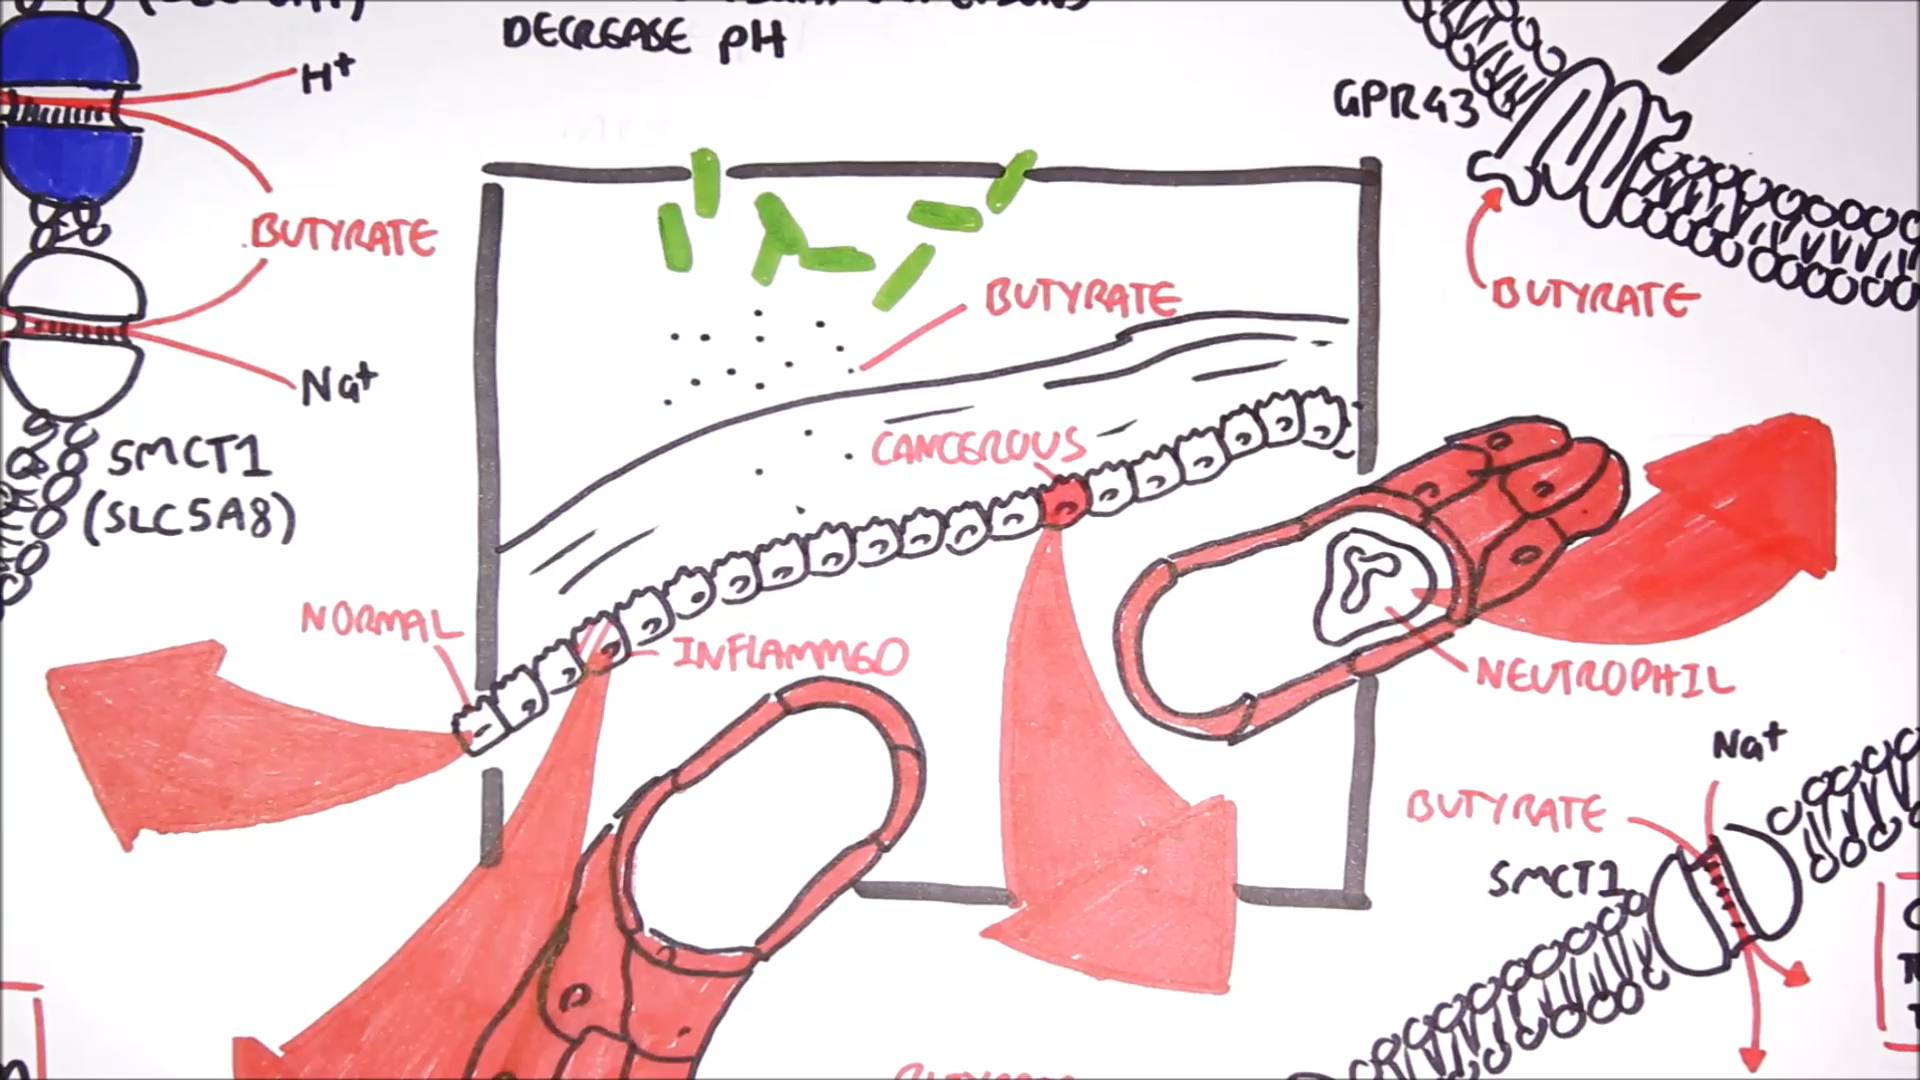 DECREASE PH
H+
GPR43
BUTYRATE
BUTYRATE
BUTYRATE
Na+
CANCEROUS
SMCT1
(SLC5A8)
NORMAL
INFLAMMED
NEUTROPHIL
Na+
BUTYRATE
SMCT1